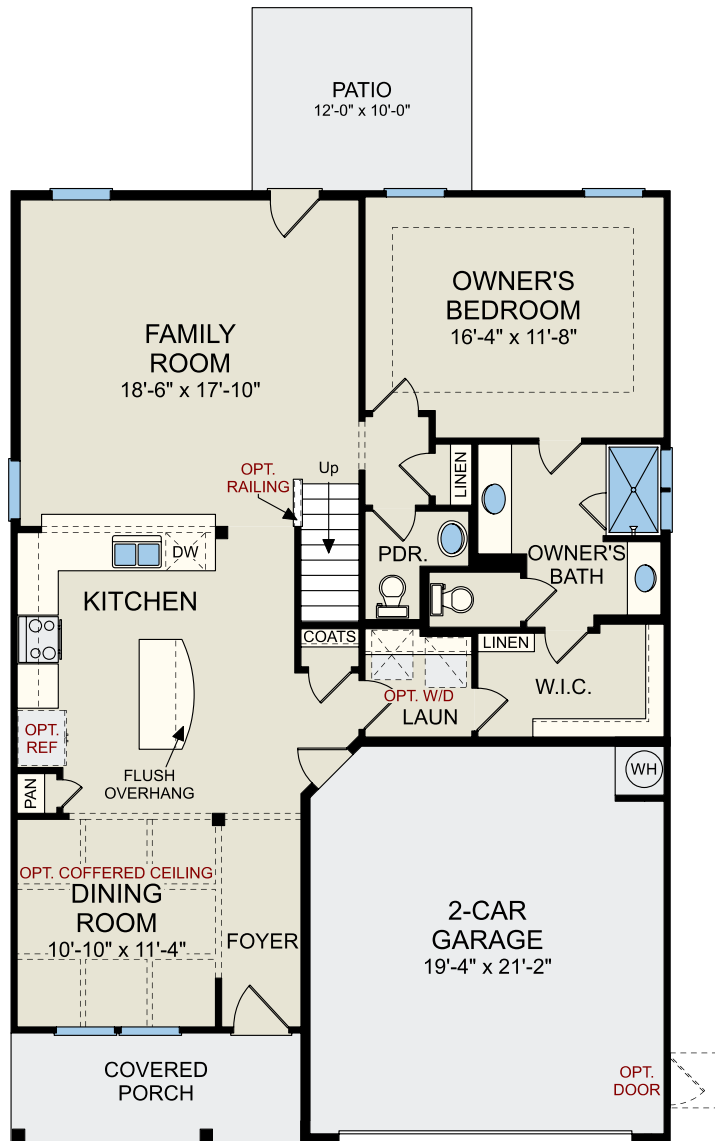 PATIO
12'-0" x 10'-0"
OWNER'S
BEDROOM
16'-4" x 11'-8"
FAMILY
ROOM
18'-6" x 17'-10"
OPT.
RAILING
Up
LINEN
DW
PDR.
OWNER'S
BATH
KITCHEN
COATS
LINEN
OPT. W/D
LAUN
W.I.C.
OPT.
REF
FLUSH
OVERHANG
PAN
WH
OPT. COFFERED CEILING
DINING
ROOM
10'-10" x 11'-4"
FOYER
2-CAR
GARAGE
19'-4" x 21'-2"
COVERED
PORCH
OPT.
DOOR